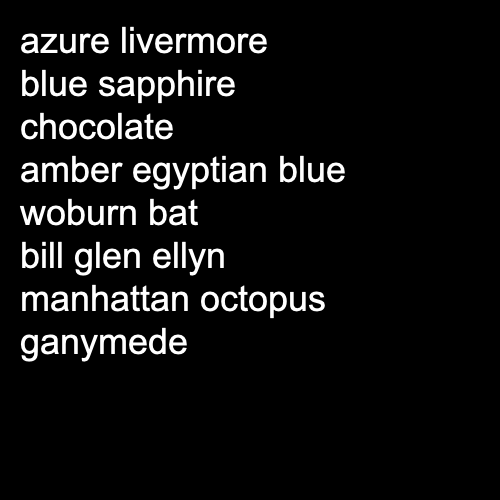 azure livermore
blue sapphire
chocolate
amber egyptian blue
woburn bat
bill glen ellyn
manhattan octopus
ganymede